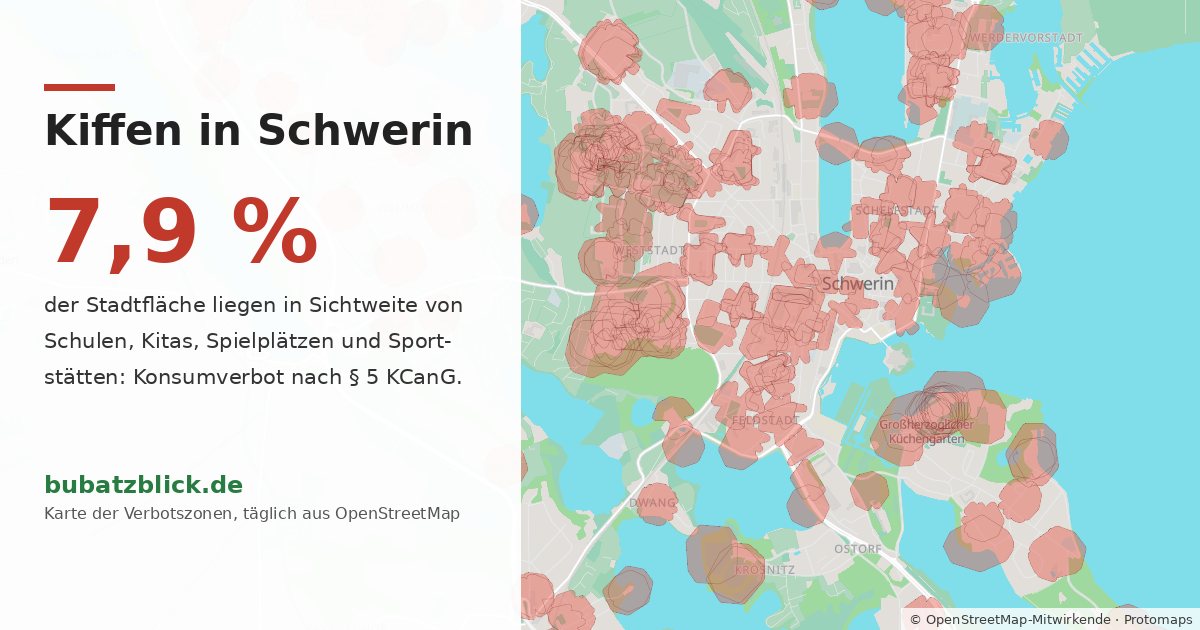 Kiffen in Schwerin
7,9 %
der Stadtfläche liegen in Sichtweite von
Schulen, Kitas, Spielplätzen und Sport-
stätten: Konsumverbot nach § 5 KCanG.
bubatzblick.de
Karte der Verbotszonen, täglich aus OpenStreetMap
WERDERVORSTADT
SCHELFSTADT
WESTSTADT
Schwerin
FELDSTADT
Großherzoglicher
Küchengarten
DWANG
OSTORF
KRÖSNITZ
© OpenStreetMap-Mitwirkende · Protomaps